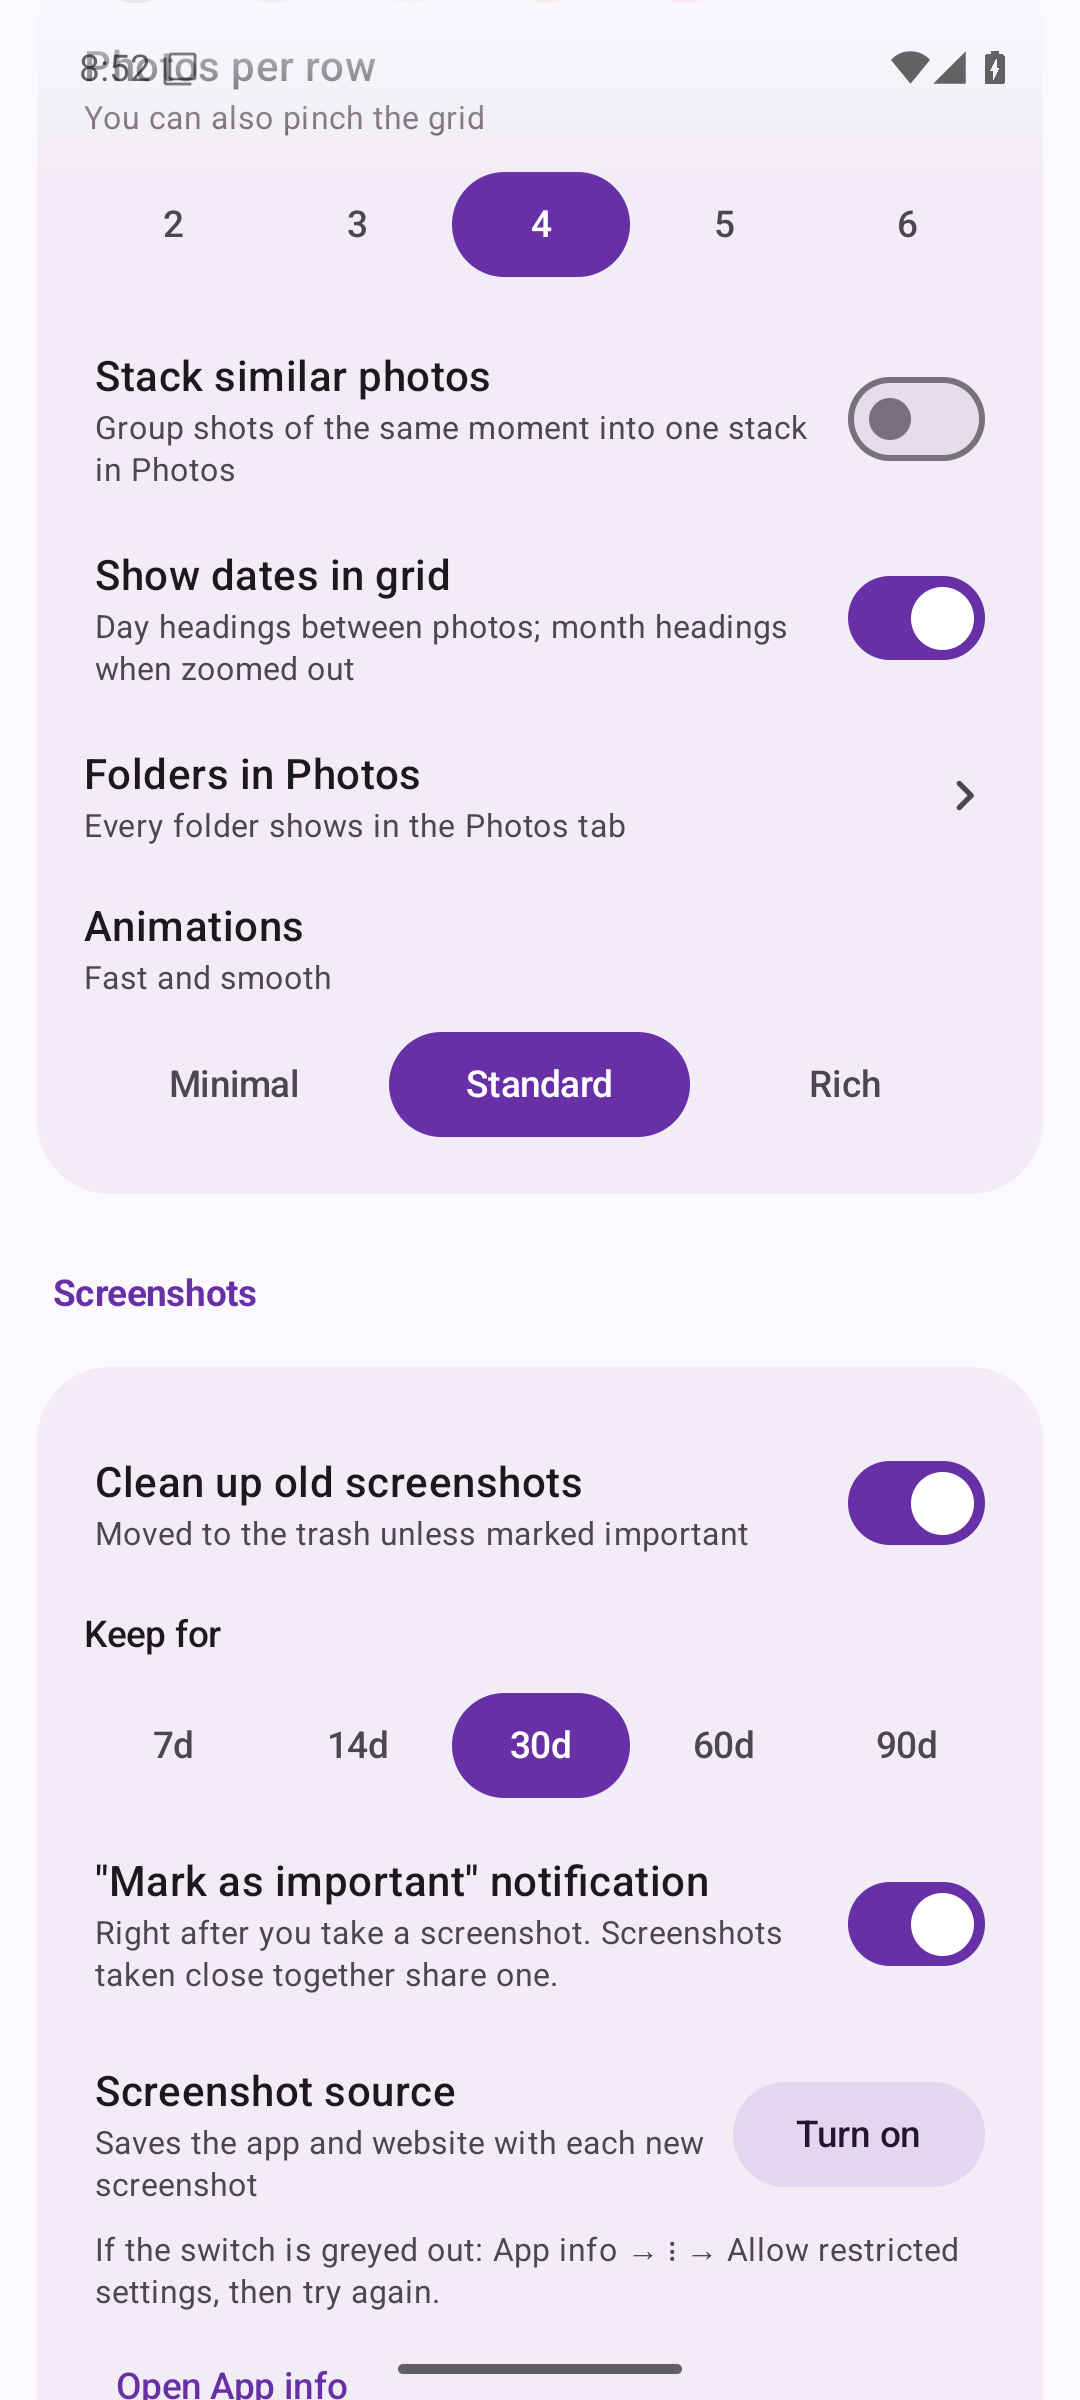 8:52
Photos per row
You can also pinch the grid
2 3 4 5 6
Stack similar photos
Group shots of the same moment into one stack
in Photos
Show dates in grid
Day headings between photos; month headings
when zoomed out
Folders in Photos
Every folder shows in the Photos tab
Animations
Fast and smooth
Minimal Standard Rich
Screenshots
Clean up old screenshots
Moved to the trash unless marked important
Keep for
7d 14d 30d 60d 90d
"Mark as important" notification
Right after you take a screenshot. Screenshots
taken close together share one.
Screenshot source
Saves the app and website with each new
screenshot
Turn on
If the switch is greyed out: App info → ⋮ → Allow restricted
settings, then try again.
Open App info